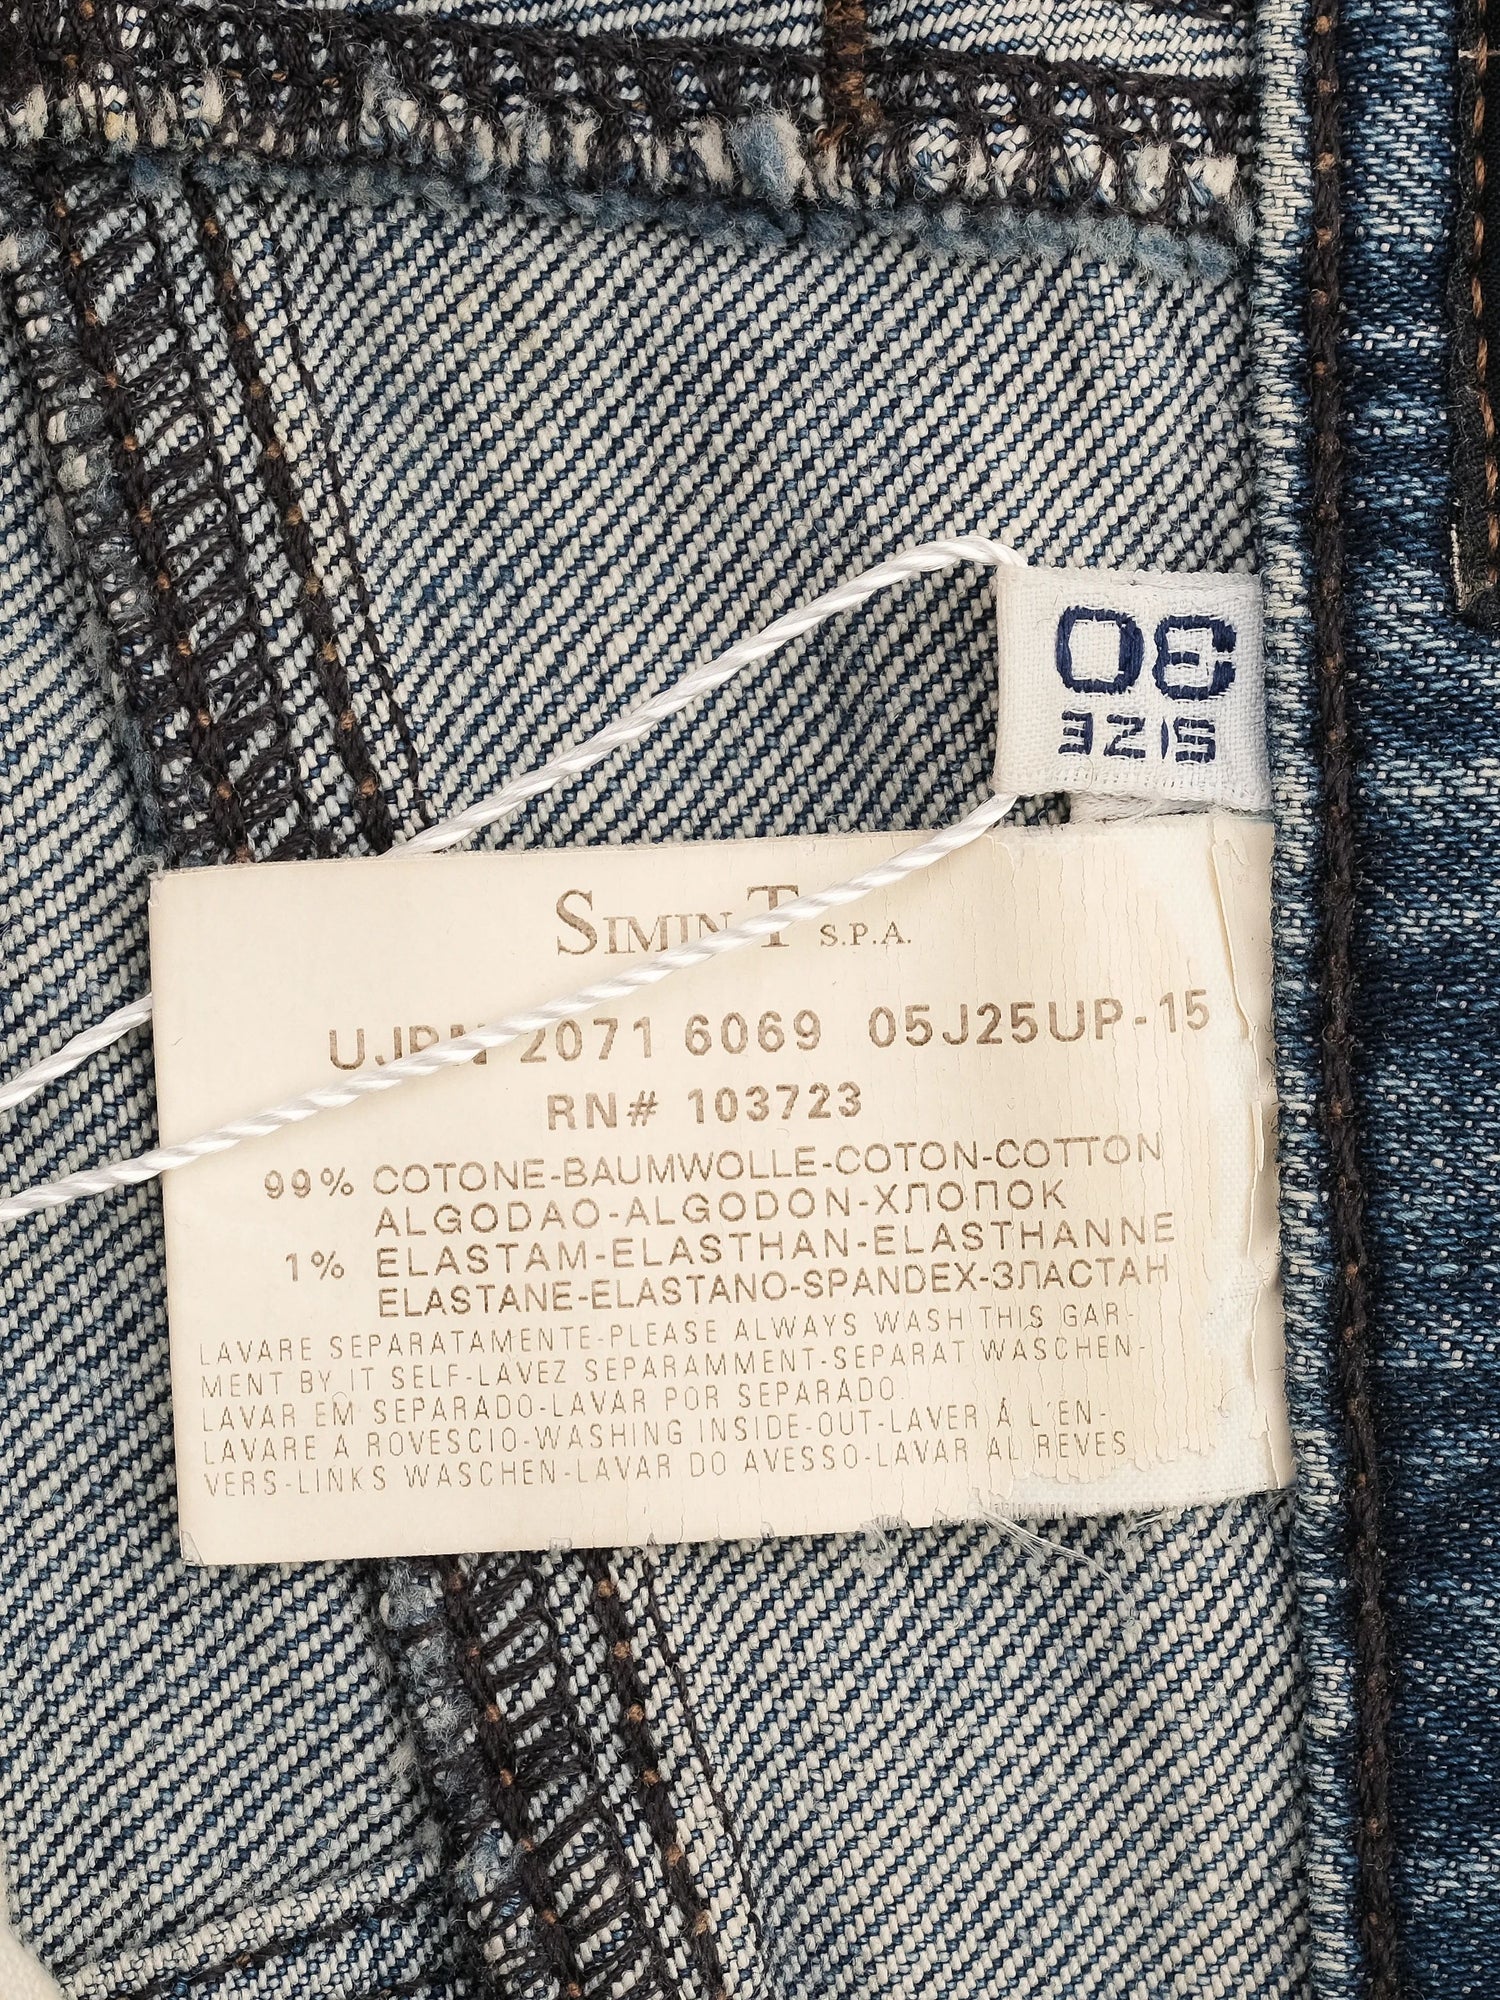 SIZE
30
SIMINT S.P.A.
2071 6069 05J25UP-15
RN# 103723
99% COTONE-BAUMWOLLE-COTON-COTTON
ALGODAO-ALGODON-ХЛОПОК
1% ELASTAM-ELASTHAN-ELASTHANNE
ELASTANE-ELASTANO-SPANDEX-ЗЛАСТАН
LAVARE SEPARATAMENTE-PLEASE ALWAYS WASH THIS GAR-
MENT BY IT SELF-LAVEZ SEPARAMMENT-SEPARAT WASCHEN-
LAVAR EM SEPARADO-LAVAR POR SEPARADO.
LAVARE A ROVESCIO-WASHING INSIDE-OUT-LAVER Á L'EN-
VERS-LINKS WASCHEN-LAVAR DO AVESSO-LAVAR AL REVES